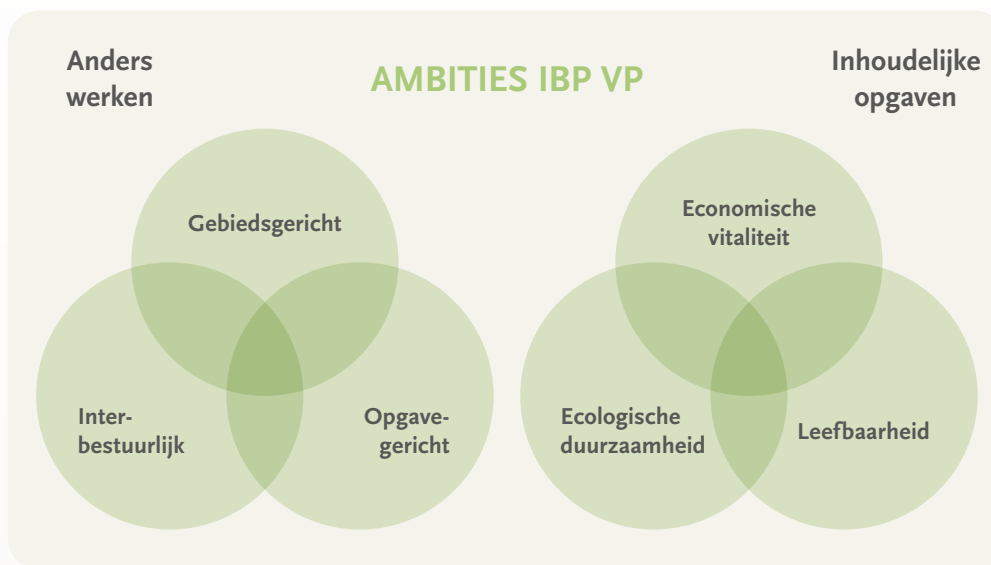 Anders
werken
AMBITIES IBP VP
Inhoudelijke
opgaven
Gebiedsgericht
Inter-
bestuurlijk
Opgave-
gericht
Economische
vitaliteit
Ecologische
duurzaamheid
Leefbaarheid